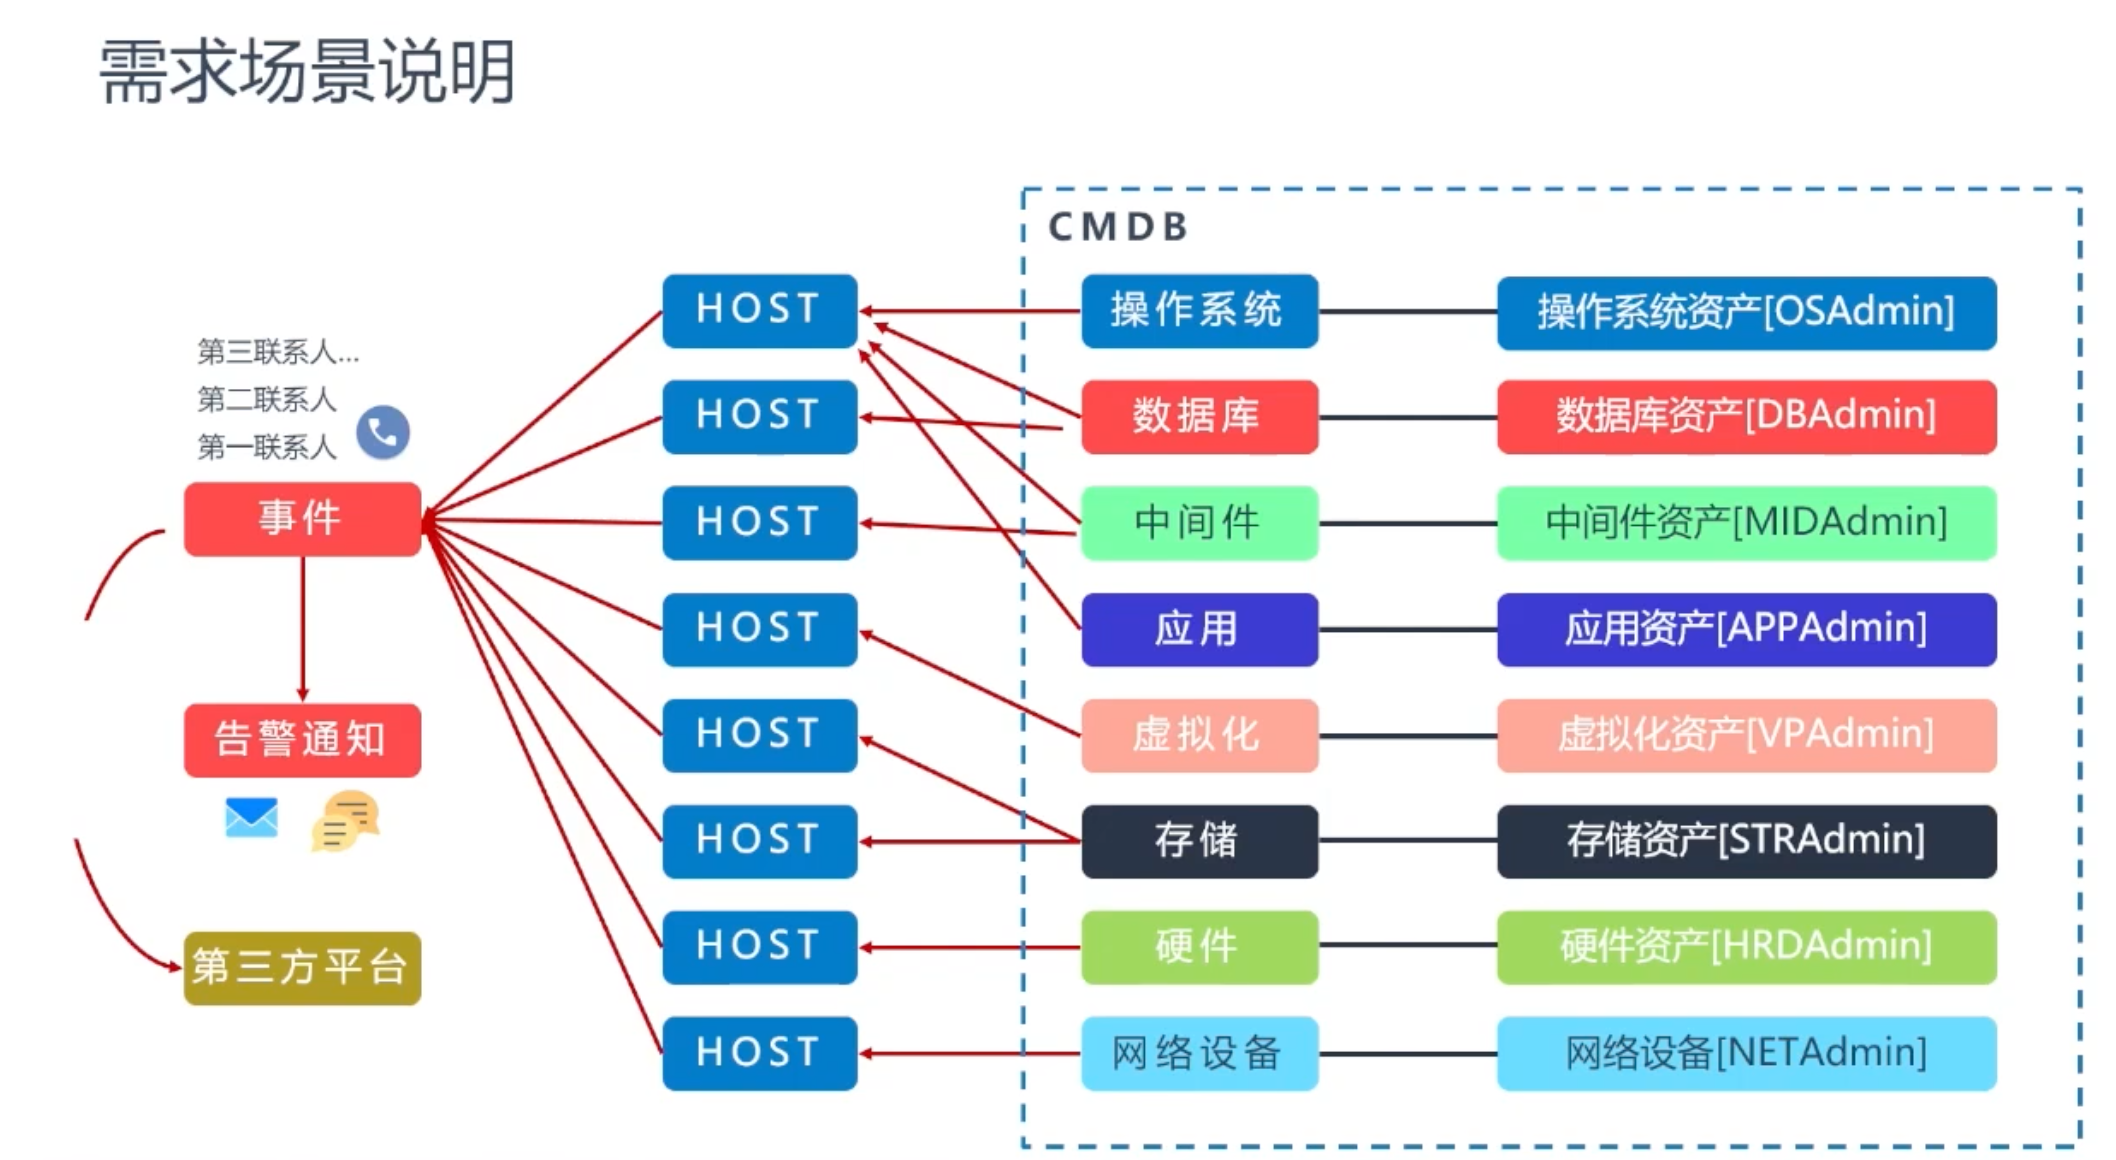 需求场景说明
CMDB
第三联系人...
第二联系人
第一联系人
事件
告警通知
第三方平台
HOST
HOST
HOST
HOST
HOST
HOST
HOST
HOST
操作系统
操作系统资产[OSAdmin]
数据库
数据库资产[DBAdmin]
中间件
中间件资产[MIDAdmin]
应用
应用资产[APPAdmin]
虚拟化
虚拟化资产[VPAdmin]
存储
存储资产[STRAdmin]
硬件
硬件资产[HRDAdmin]
网络设备
网络设备[NETAdmin]